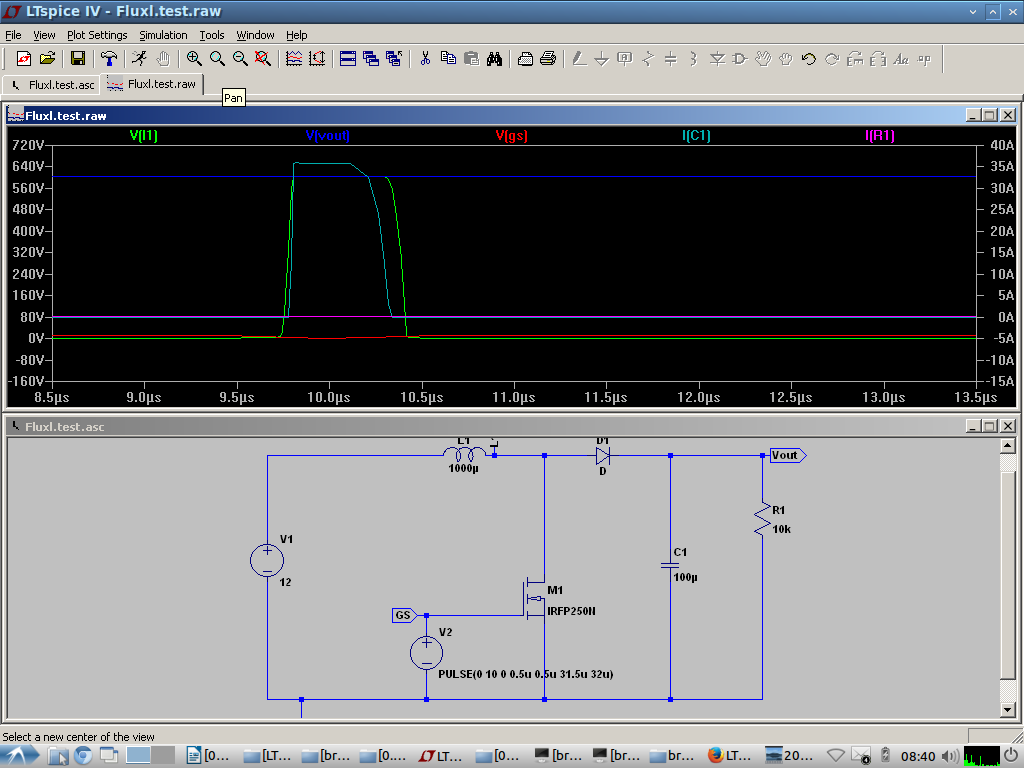 LTspice IV - Fluxl.test.raw
File View Plot Settings Simulation Tools Window Help
Fluxl.test.asc Fluxl.test.raw
Pan
Fluxl.test.raw
V(l1) V(vout) V(gs) I(C1) I(R1)
720V 40A
640V 35A
560V 30A
480V 25A
400V 20A
320V 15A
240V 10A
160V 5A
80V 0A
0V -5A
-80V -10A
-160V -15A
8.5µs 9.0µs 9.5µs 10.0µs 10.5µs 11.0µs 11.5µs 12.0µs 12.5µs 13.0µs 13.5µs
Fluxl.test.asc
L1 D1
1000µ D
Vout
R1
10k
V1
12
C1
100µ
M1
IRFP250N
GS
V2
PULSE(0 10 0 0.5u 0.5u 31.5u 32u)
Select a new center of the view
[0... [LT... [br... [0.... LT... [0... [br... [br... br... LT... 20... 08:40